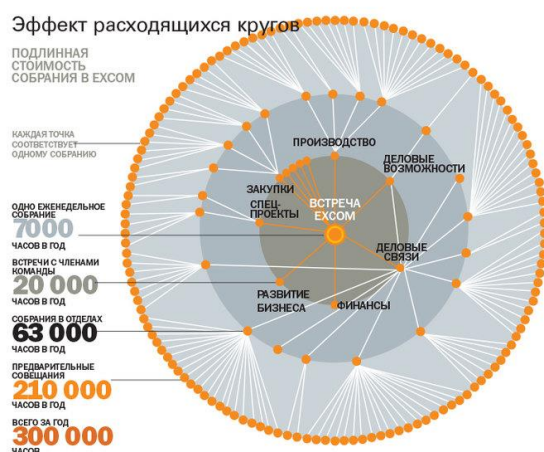 Эффект расходящихся кругов
ПОДЛИННАЯ
СТОИМОСТЬ
СОБРАНИЯ В EXCOM
КАЖДАЯ ТОЧКА
СООТВЕТСТВУЕТ
ОДНОМУ СОБРАНИЮ
ОДНО ЕЖЕНЕДЕЛЬНОЕ
СОБРАНИЕ
7000
ЧАСОВ В ГОД
ВСТРЕЧИ С ЧЛЕНАМИ
КОМАНДЫ
20 000
ЧАСОВ В ГОД
СОБРАНИЯ В ОТДЕЛАХ
63 000
ЧАСОВ В ГОД
ПРЕДВАРИТЕЛЬНЫЕ
СОВЕЩАНИЯ
210 000
ЧАСОВ В ГОД
ВСЕГО ЗА ГОД
300 000
ЧАСОВ
ПРОИЗВОДСТВО
ДЕЛОВЫЕ
ВОЗМОЖНОСТИ
ЗАКУПКИ
СПЕЦ-
ПРОЕКТЫ
ВСТРЕЧА
EXCOM
ДЕЛОВЫЕ
СВЯЗИ
РАЗВИТИЕ
БИЗНЕСА
ФИНАНСЫ